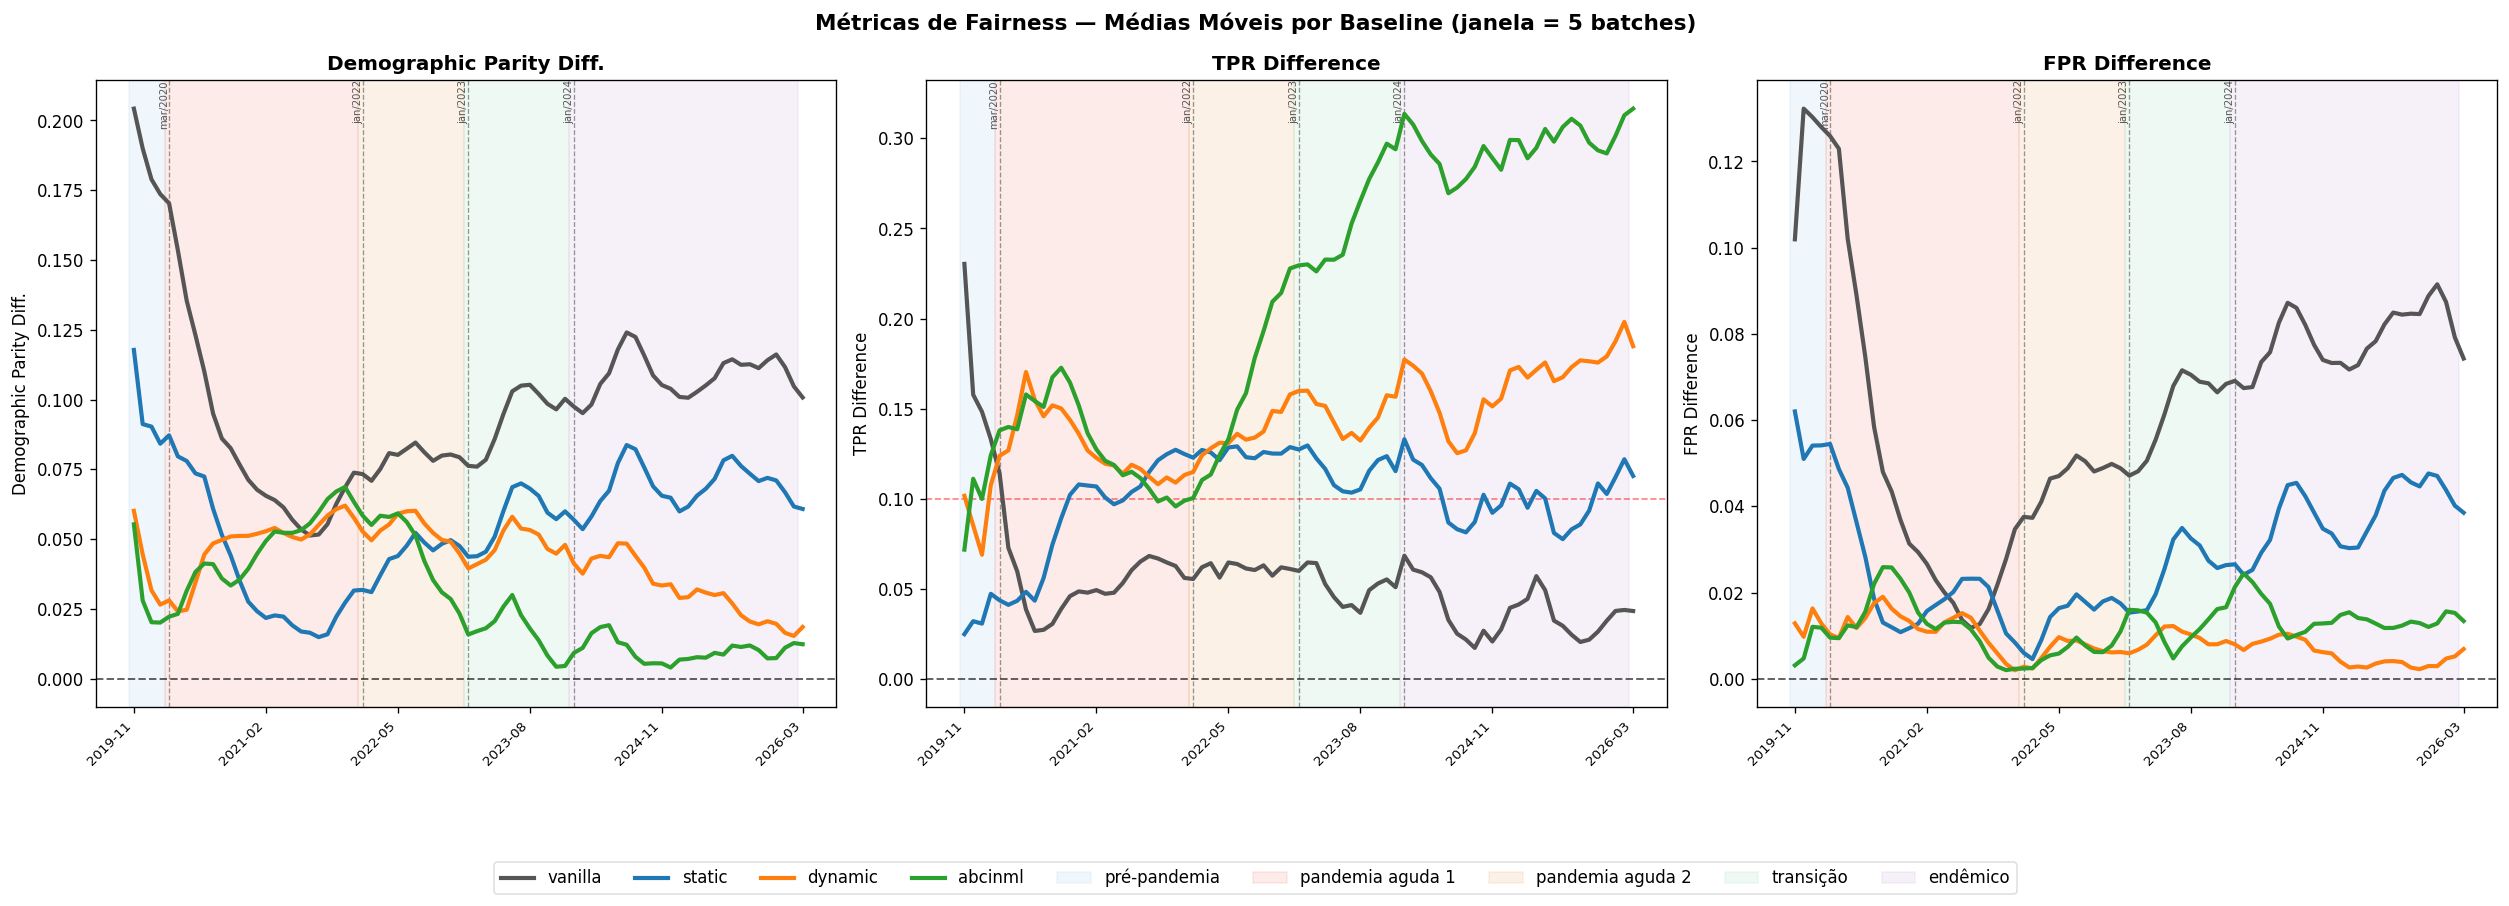 Métricas de Fairness — Médias Móveis por Baseline (janela = 5 batches)
Demographic Parity Diff.
Demographic Parity Diff.
0.200
0.175
0.150
0.125
0.100
0.075
0.050
0.025
0.000
mar/2020
jan/2022
jan/2023
jan/2024
2019-11
2021-02
2022-05
2023-08
2024-11
2026-03
TPR Difference
TPR Difference
0.30
0.25
0.20
0.15
0.10
0.05
0.00
mar/2020
jan/2022
jan/2023
jan/2024
2019-11
2021-02
2022-05
2023-08
2024-11
2026-03
FPR Difference
FPR Difference
0.12
0.10
0.08
0.06
0.04
0.02
0.00
mar/2020
jan/2022
jan/2023
jan/2024
2019-11
2021-02
2022-05
2023-08
2024-11
2026-03
vanilla static dynamic abcinml pré-pandemia pandemia aguda 1 pandemia aguda 2 transição endêmico